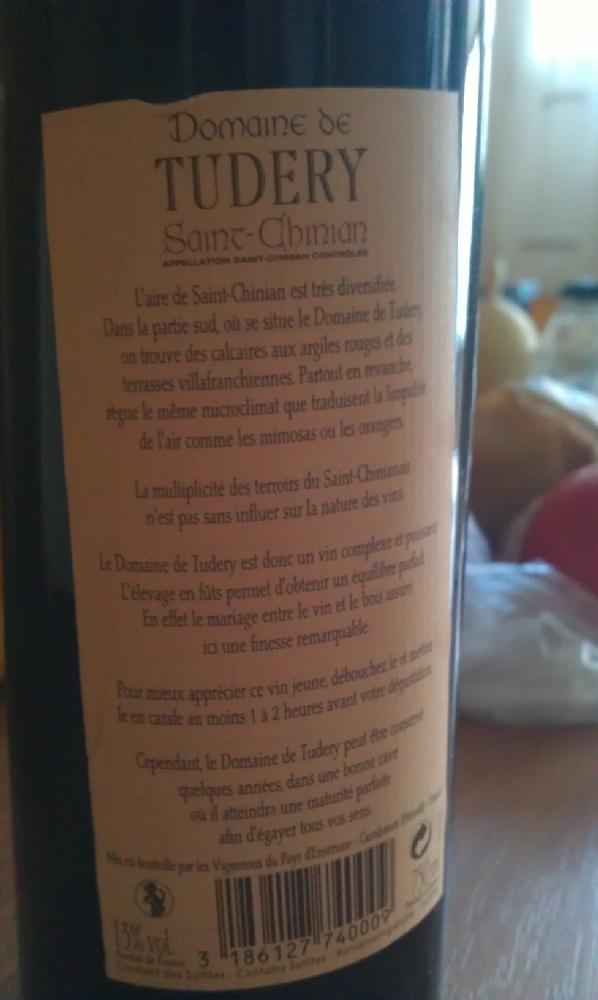 Domaine de
TUDERY
Saint-Chinian
APPELLATION SAINT-CHINIAN CONTRÔLÉE
L'aire de Saint-Chinian est très diversifiée.
Dans la partie sud, où se situe le Domaine de Tudery,
on trouve des calcaires aux argiles rouges et des
terrasses villafranchiennes. Partout en revanche,
règne le même microclimat que traduisent la limpidité
de l'air comme les mimosas ou les orangers.
La multiplicité des terroirs du Saint-Chinianais
n'est pas sans influer sur la nature des vins.
Le Domaine de Tudery est donc un vin complexe et puissant
L'élevage en fûts permet d'obtenir un équilibre parfait
En effet le mariage entre le vin et le bois assure
ici une finesse remarquable.
Pour mieux apprécier ce vin jeune, débouchez le et mettez
le en carafe au moins 1 à 2 heures avant votre dégustation.
Cependant, le Domaine de Tudery peut être conservé
quelques années, dans une bonne cave
où il atteindra une maturité parfaite
afin d'égayer tous vos sens.
Mis en bouteille par les Vignerons du Pays d'Ensérune -
13% VOL
750
Produit de France
3 186127 740009
Contient des Sulfites - Contains Sulfites -